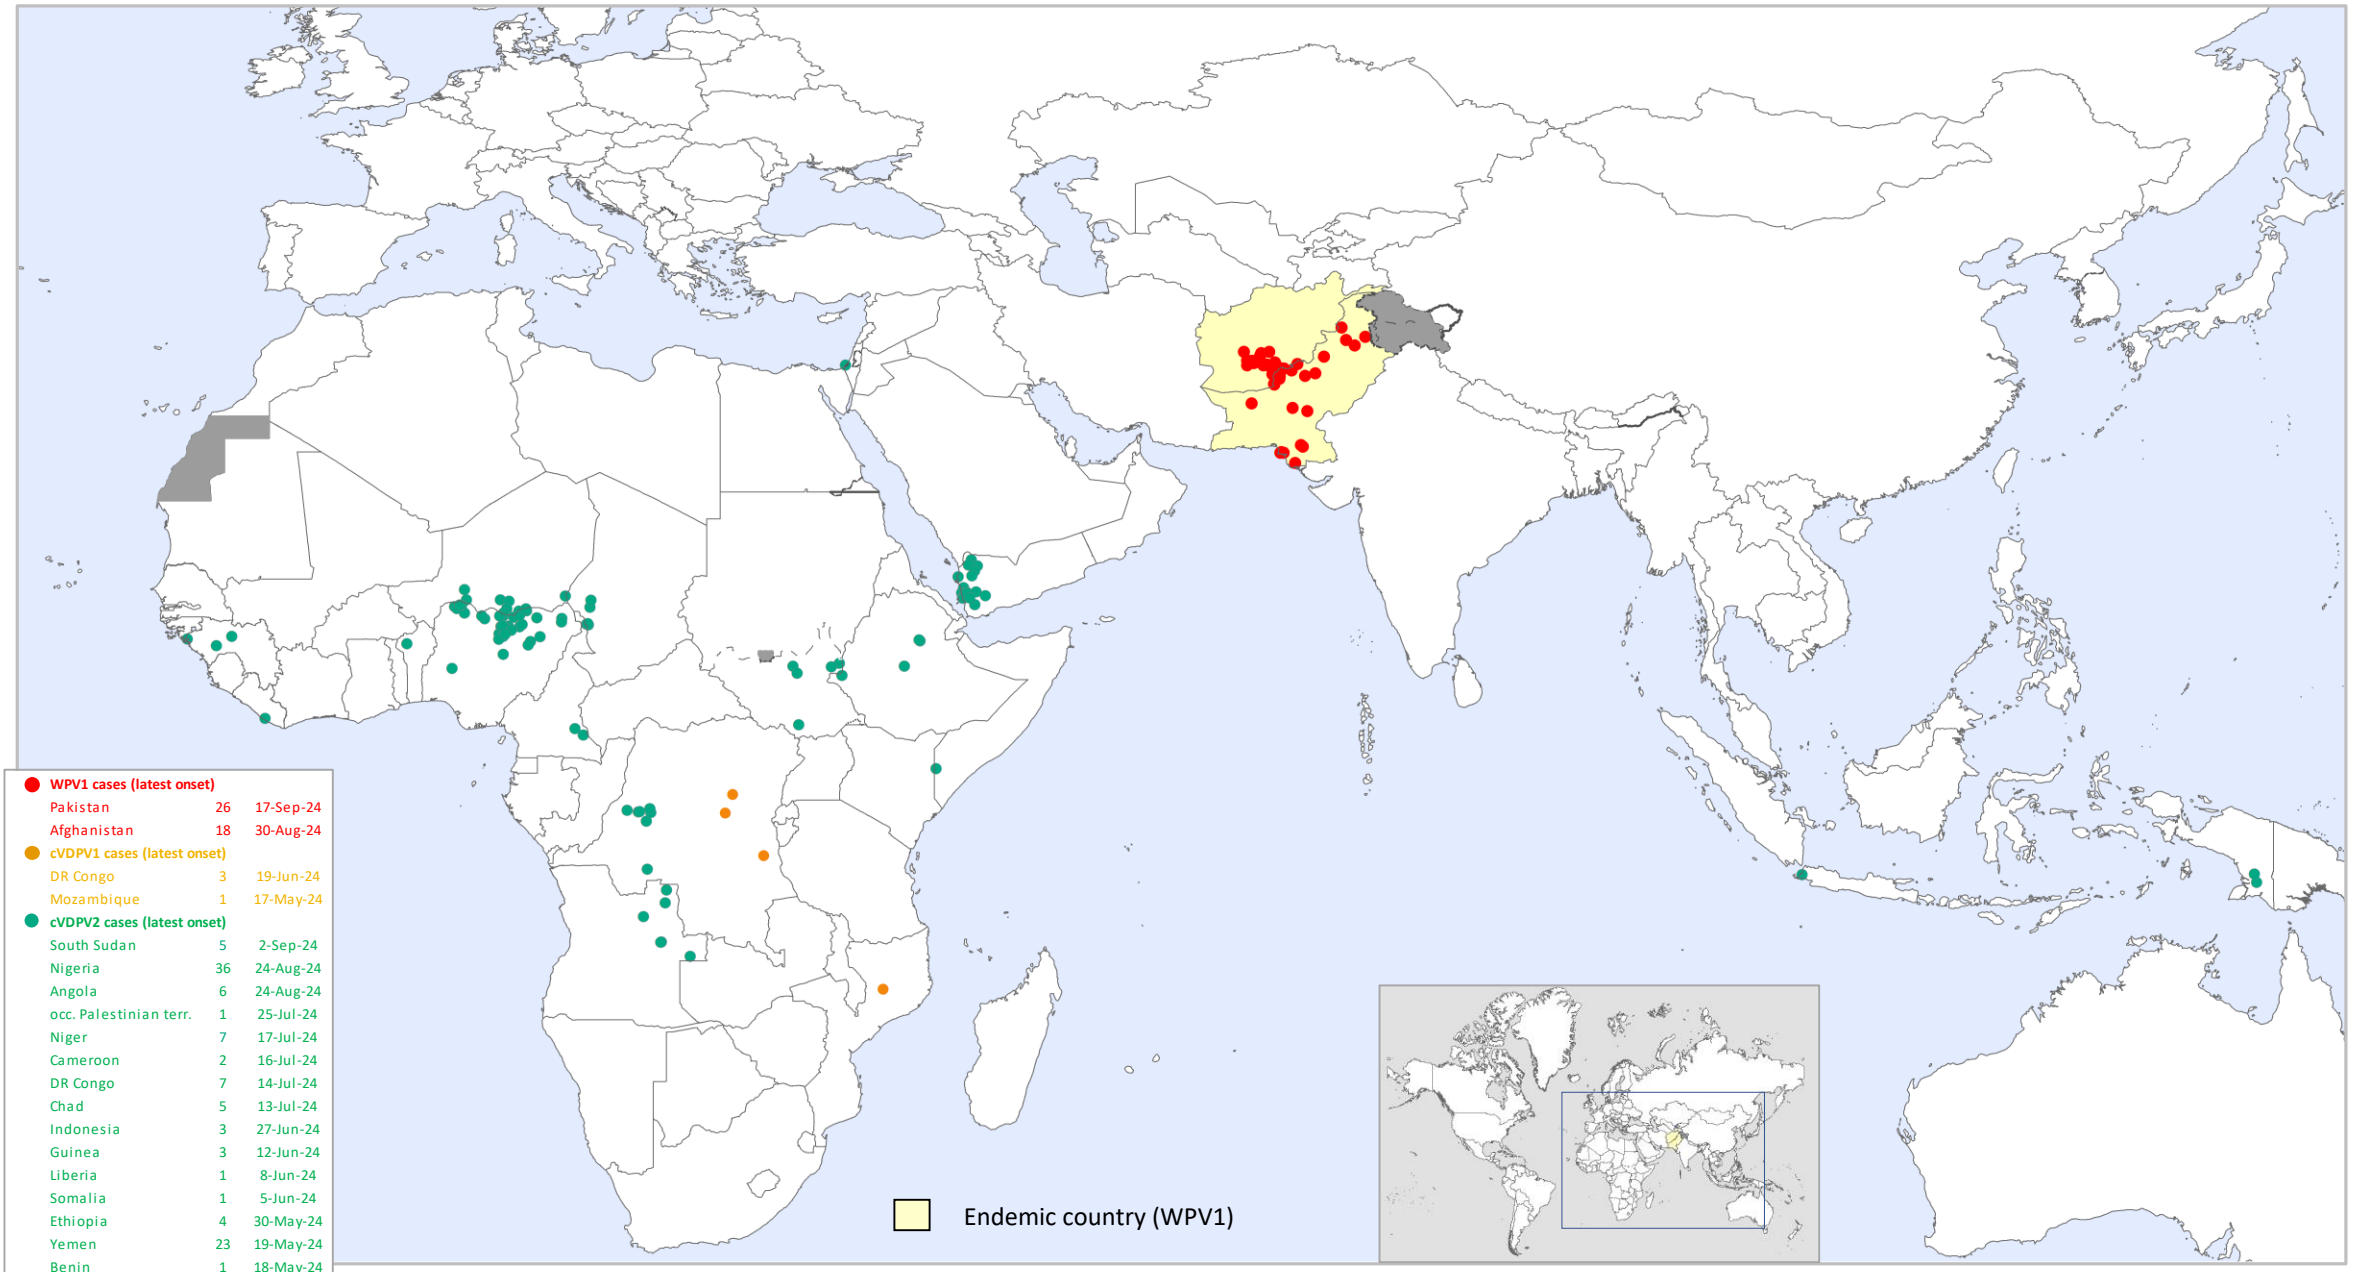 WPV1 cases (latest onset)
Pakistan 26 17-Sep-24
Afghanistan 18 30-Aug-24
cVDPV1 cases (latest onset)
DR Congo 3 19-Jun-24
Mozambique 1 17-May-24
cVDPV2 cases (latest onset)
South Sudan 5 2-Sep-24
Nigeria 36 24-Aug-24
Angola 6 24-Aug-24
occ. Palestinian terr. 1 25-Jul-24
Niger 7 17-Jul-24
Cameroon 2 16-Jul-24
DR Congo 7 14-Jul-24
Chad 5 13-Jul-24
Indonesia 3 27-Jun-24
Guinea 3 12-Jun-24
Liberia 1 8-Jun-24
Somalia 1 5-Jun-24
Ethiopia 4 30-May-24
Yemen 23 19-May-24
Benin 1 18-May-24
Endemic country (WPV1)